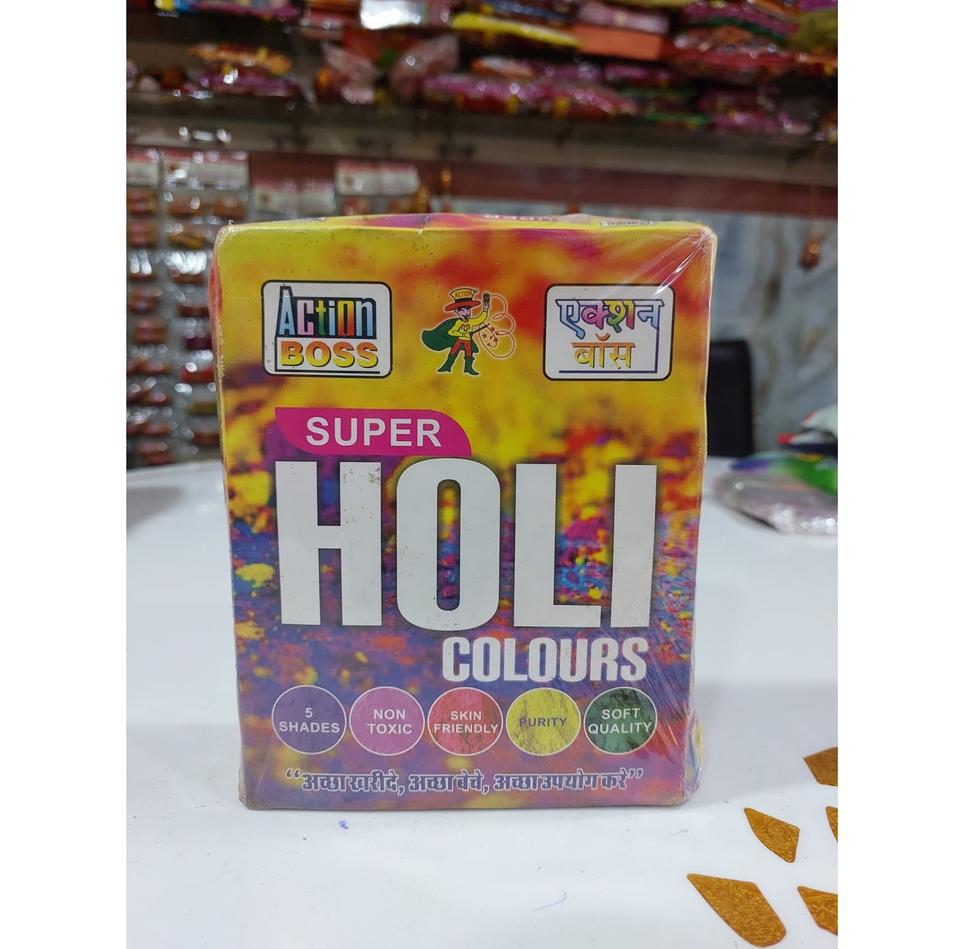 Action
BOSS
ACTION
एक्शन
बॉस
SUPER
HOLI
COLOURS
5
SHADES
NON
TOXIC
SKIN
FRIENDLY
PURITY
SOFT
QUALITY
“अच्छा खरीदे, अच्छा बेचे, अच्छा उपयोग करे”